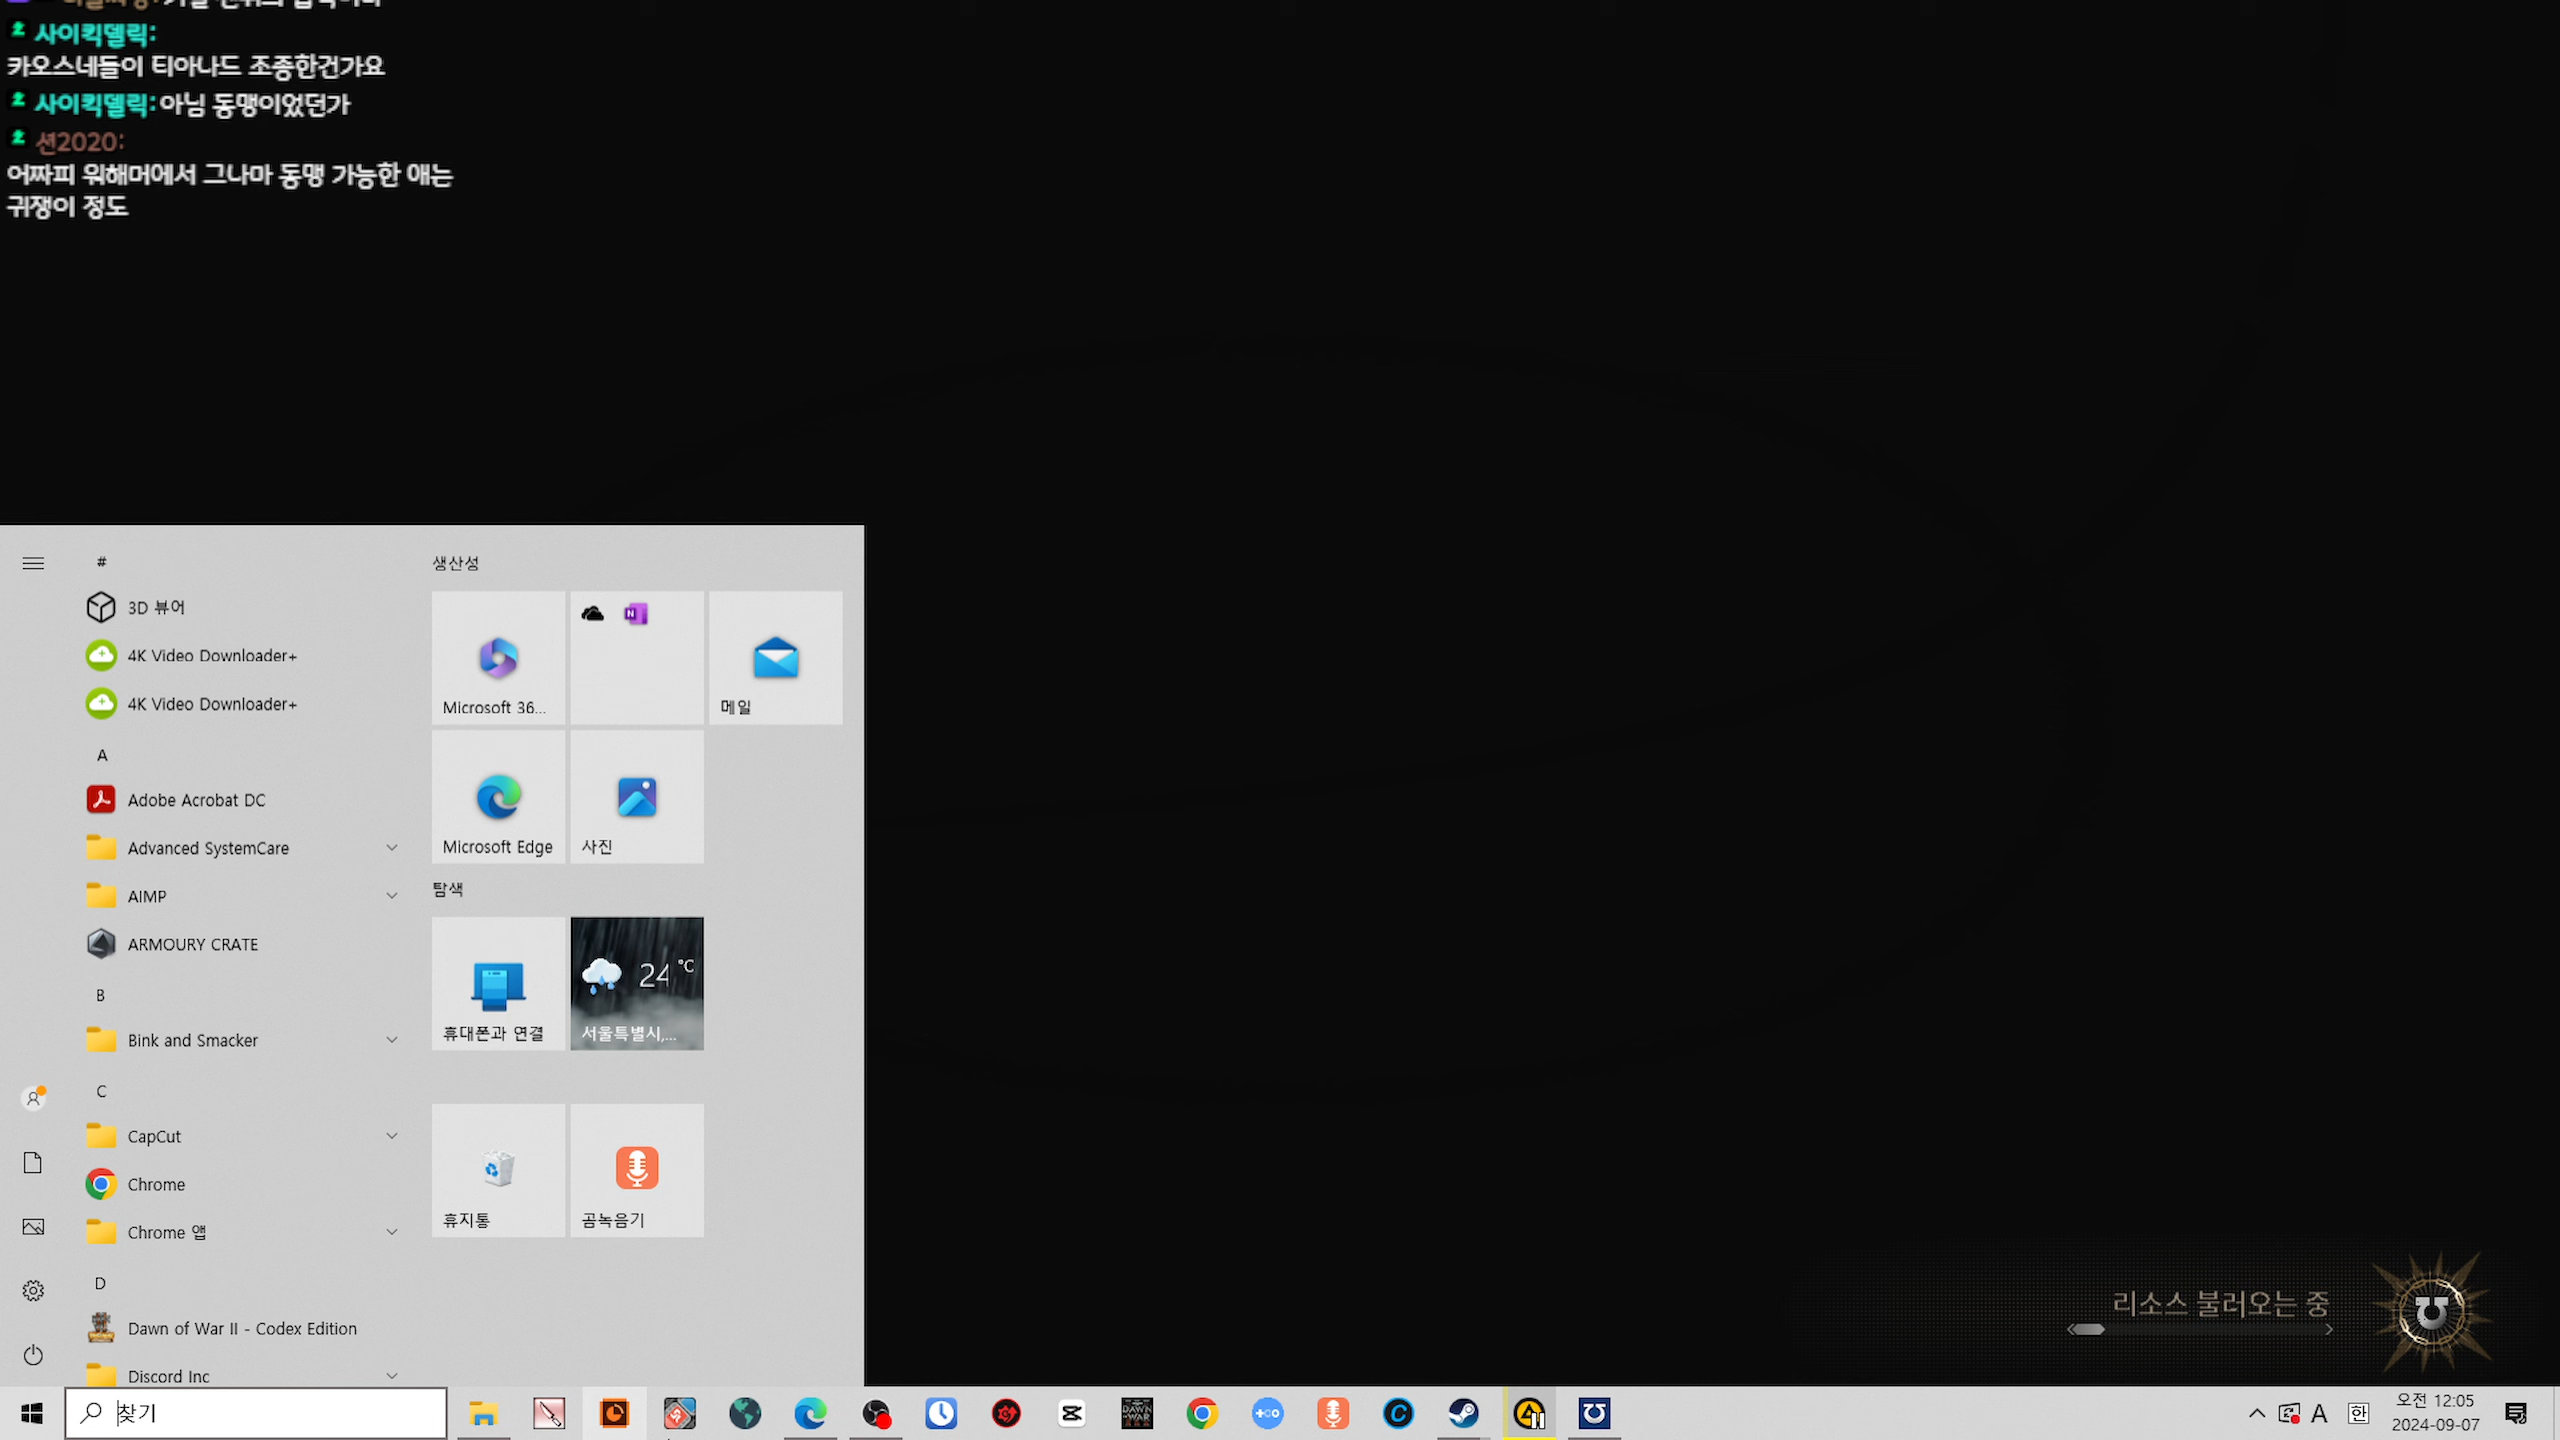 사이킥델릭:
카오스네들이 티아나드 조종한건가요
사이킥델릭: 아님 동맹이었던가
션2020:
어짜피 워해머에서 그나마 동맹 가능한 애는
귀쟁이 정도
#
3D 뷰어
4K Video Downloader+
4K Video Downloader+
A
Adobe Acrobat DC
Advanced SystemCare
AIMP
ARMOURY CRATE
B
Bink and Smacker
C
CapCut
Chrome
Chrome 앱
D
Dawn of War II - Codex Edition
Discord Inc
생산성
Microsoft 36...
메일
Microsoft Edge
사진
탐색
휴대폰과 연결
24 °C
서울특별시,...
휴지통
곰녹음기
리소스 불러오는 중
찾기
A
한
오전 12:05
2024-09-07